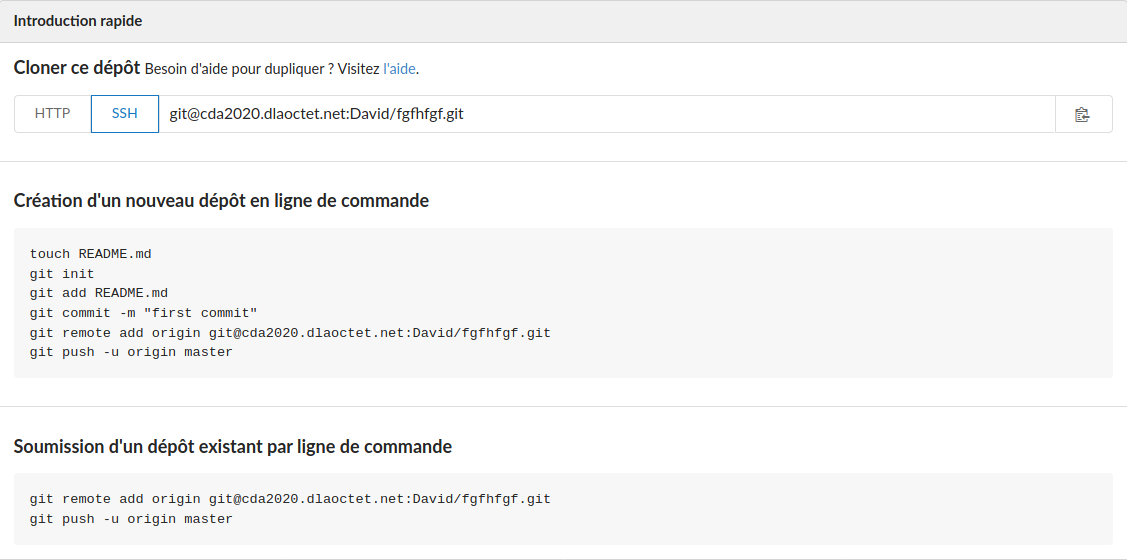 Introduction rapide
Cloner ce dépôt Besoin d'aide pour dupliquer ? Visitez l'aide.
HTTP SSH git@cda2020.dlaoctet.net:David/fgfhfgf.git
Création d'un nouveau dépôt en ligne de commande
touch README.md
git init
git add README.md
git commit -m "first commit"
git remote add origin git@cda2020.dlaoctet.net:David/fgfhfgf.git
git push -u origin master
Soumission d'un dépôt existant par ligne de commande
git remote add origin git@cda2020.dlaoctet.net:David/fgfhfgf.git
git push -u origin master